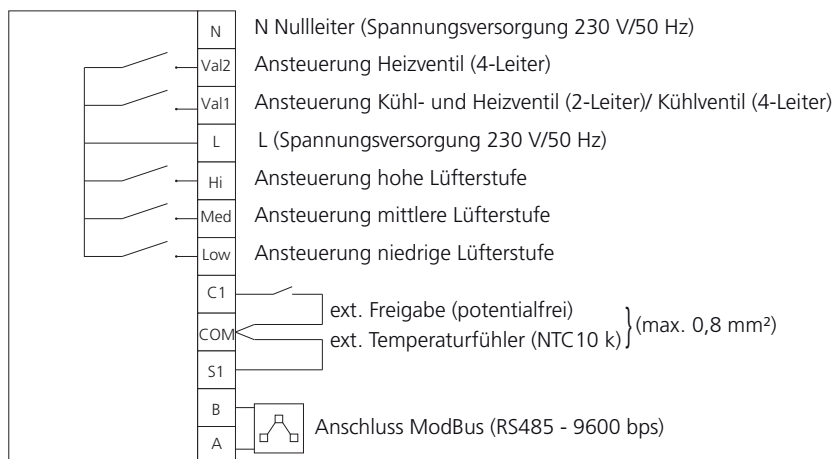 N N Nullleiter (Spannungsversorgung 230 V/50 Hz)
Val2 Ansteuerung Heizventil (4-Leiter)
Val1 Ansteuerung Kühl- und Heizventil (2-Leiter)/ Kühlventil (4-Leiter)
L L (Spannungsversorgung 230 V/50 Hz)
Hi Ansteuerung hohe Lüfterstufe
Med Ansteuerung mittlere Lüfterstufe
Low Ansteuerung niedrige Lüfterstufe
C1
ext. Freigabe (potentialfrei)
COM } (max. 0,8 mm²)
ext. Temperaturfühler (NTC10 k)
S1
B
Anschluss ModBus (RS485 - 9600 bps)
A